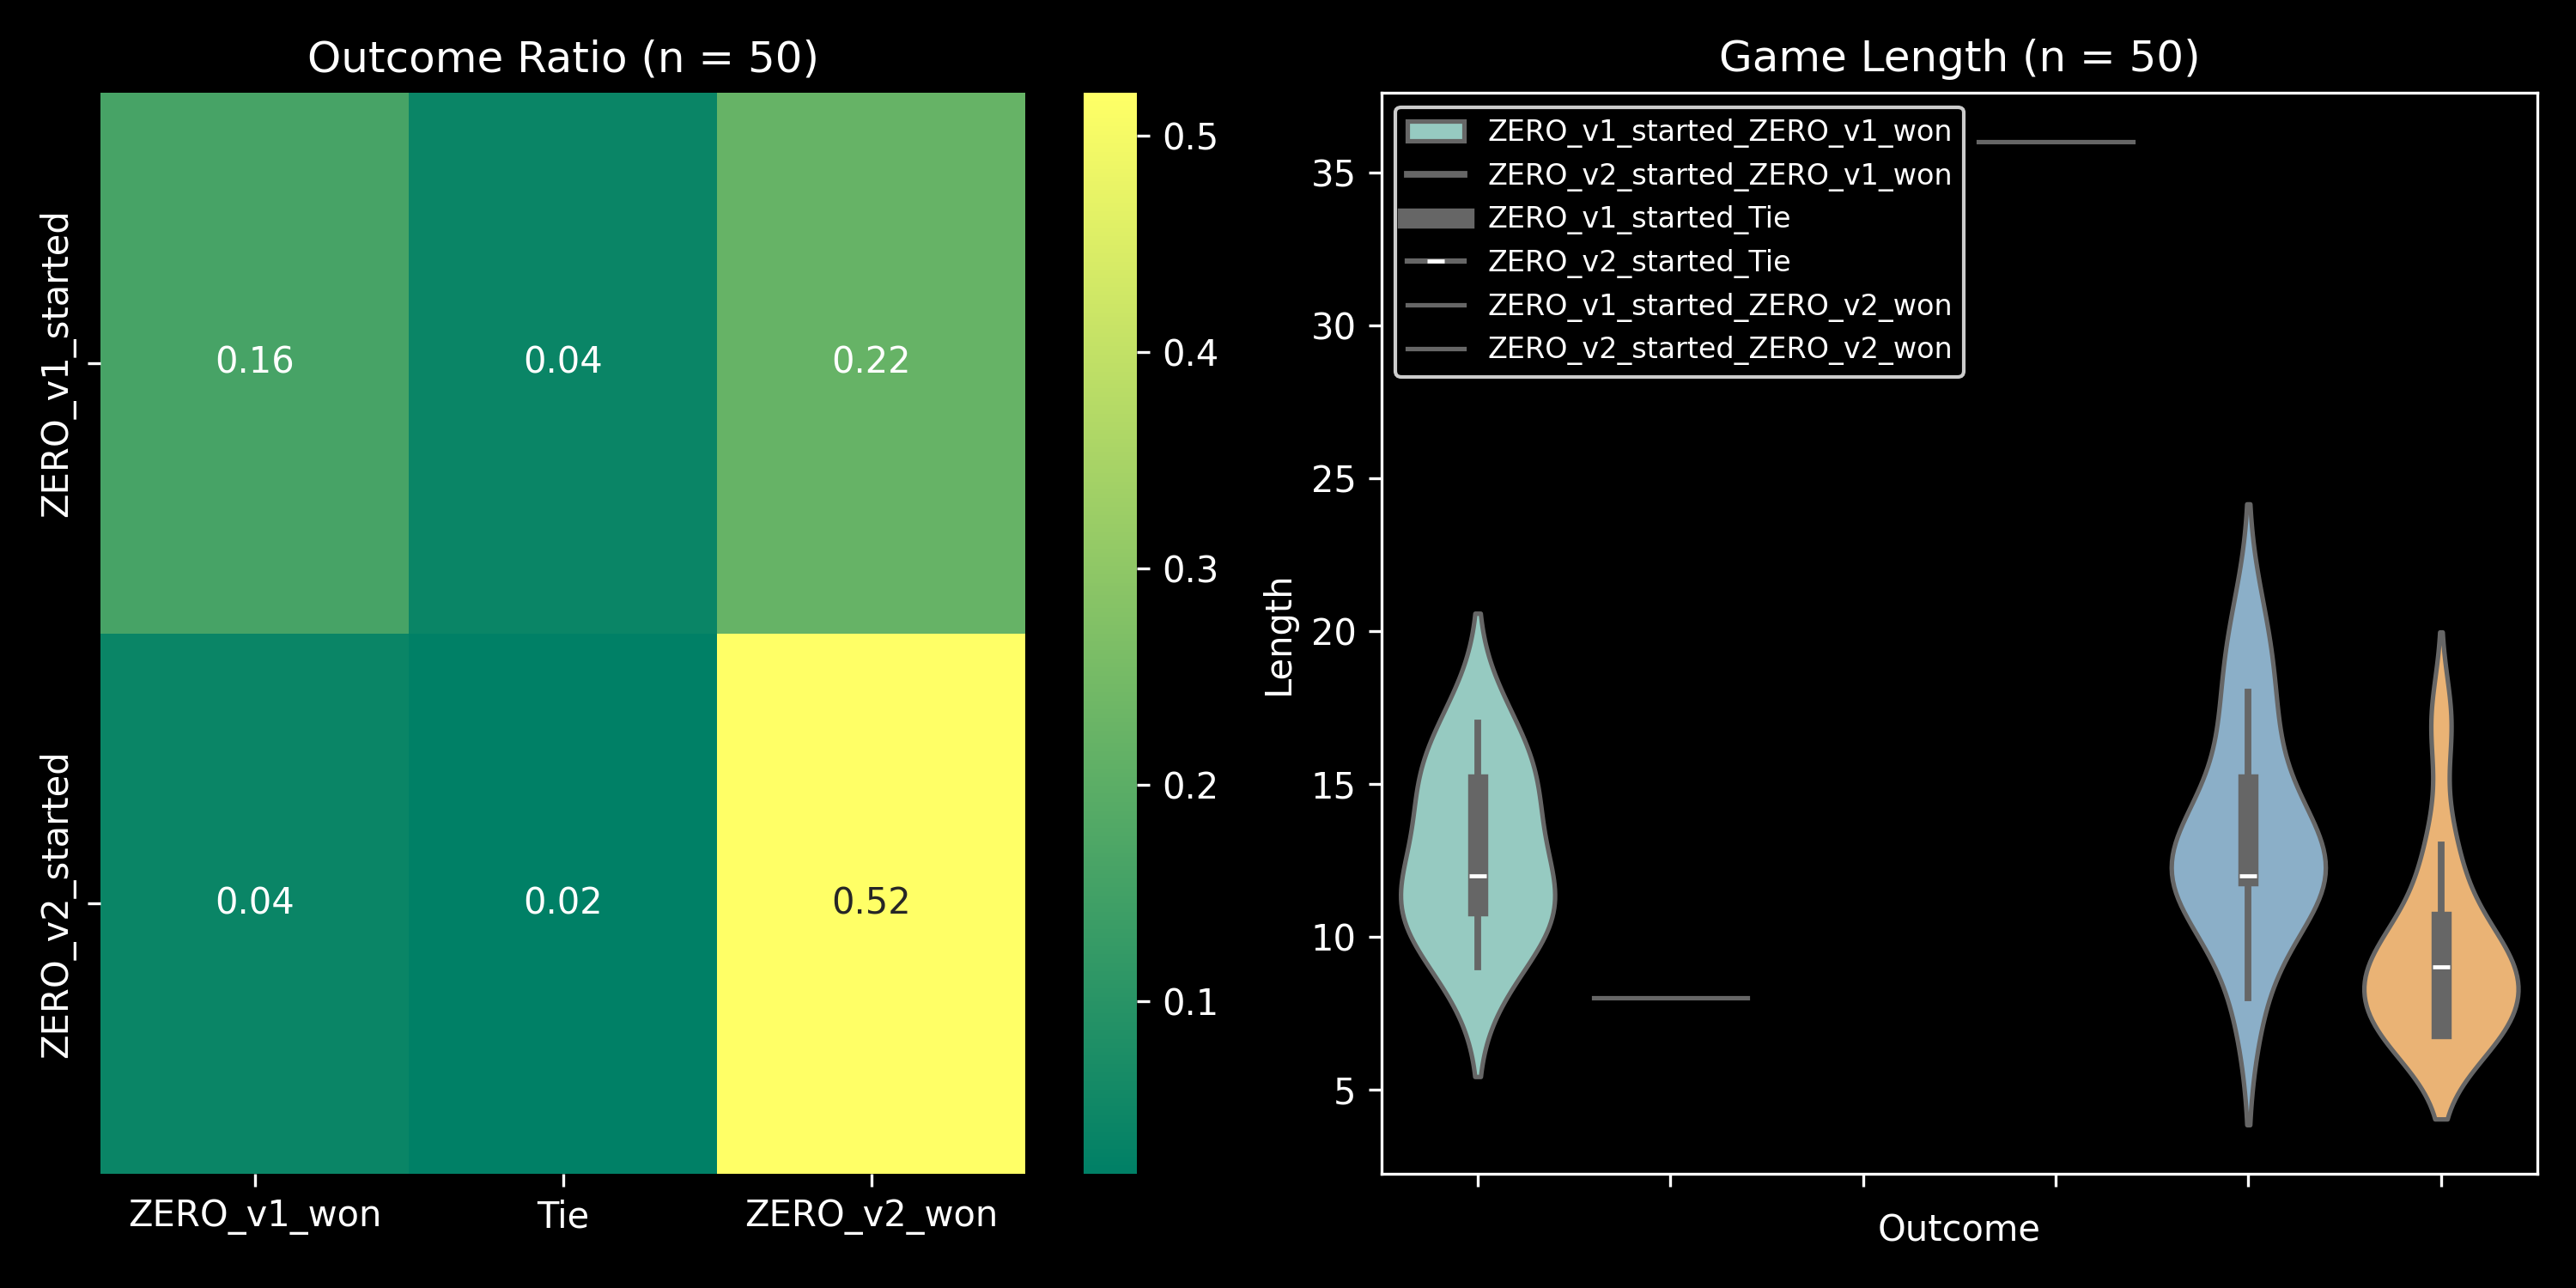 Outcome Ratio (n = 50)
ZERO_v1_started
ZERO_v2_started
0.16 0.04 0.22
0.04 0.02 0.52
ZERO_v1_won Tie ZERO_v2_won
0.5
0.4
0.3
0.2
0.1
Game Length (n = 50)
ZERO_v1_started_ZERO_v1_won
ZERO_v2_started_ZERO_v1_won
ZERO_v1_started_Tie
ZERO_v2_started_Tie
ZERO_v1_started_ZERO_v2_won
ZERO_v2_started_ZERO_v2_won
Length
35
30
25
20
15
10
5
Outcome